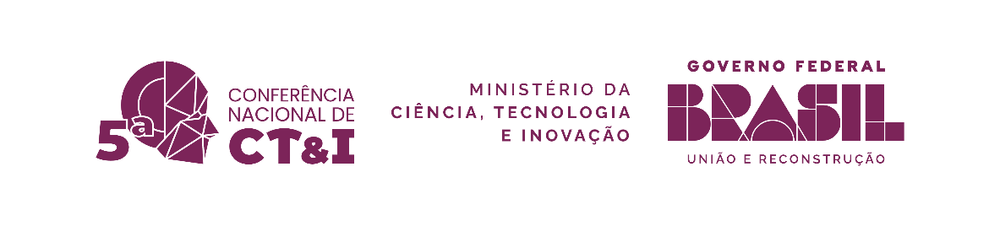 5a
CONFERÊNCIA
NACIONAL DE
CT&I
MINISTÉRIO DA
CIÊNCIA, TECNOLOGIA
E INOVAÇÃO
GOVERNO FEDERAL
BRASIL
UNIÃO E RECONSTRUÇÃO